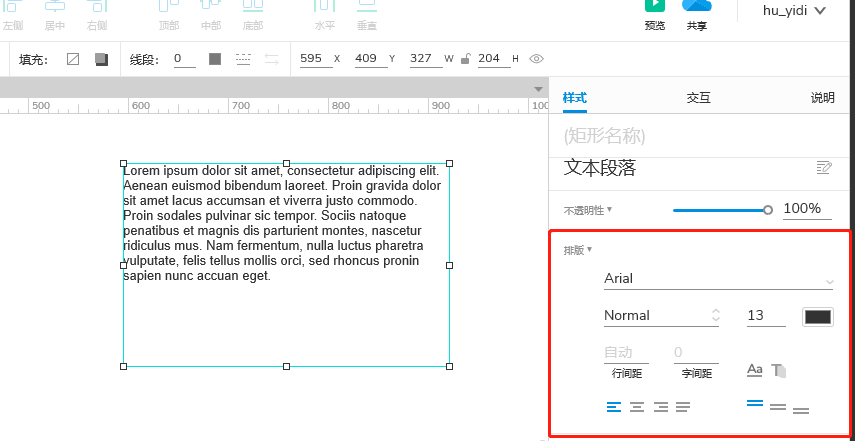 左侧 居中 右侧 顶部 中部 底部 水平 垂直 预览 共享 hu_yidi
填充: 线段: 0 595 X 409 Y 327 W 204 H
500 600 700 800 900 100
样式 交互 说明
(矩形名称)
文本段落
不透明性 100%
排版
Arial
Normal 13
自动 0
行间距 字间距 Aa
Lorem ipsum dolor sit amet, consectetur adipiscing elit.
Aenean euismod bibendum laoreet. Proin gravida dolor
sit amet lacus accumsan et viverra justo commodo.
Proin sodales pulvinar sic tempor. Sociis natoque
penatibus et magnis dis parturient montes, nascetur
ridiculus mus. Nam fermentum, nulla luctus pharetra
vulputate, felis tellus mollis orci, sed rhoncus pronin
sapien nunc accuan eget.